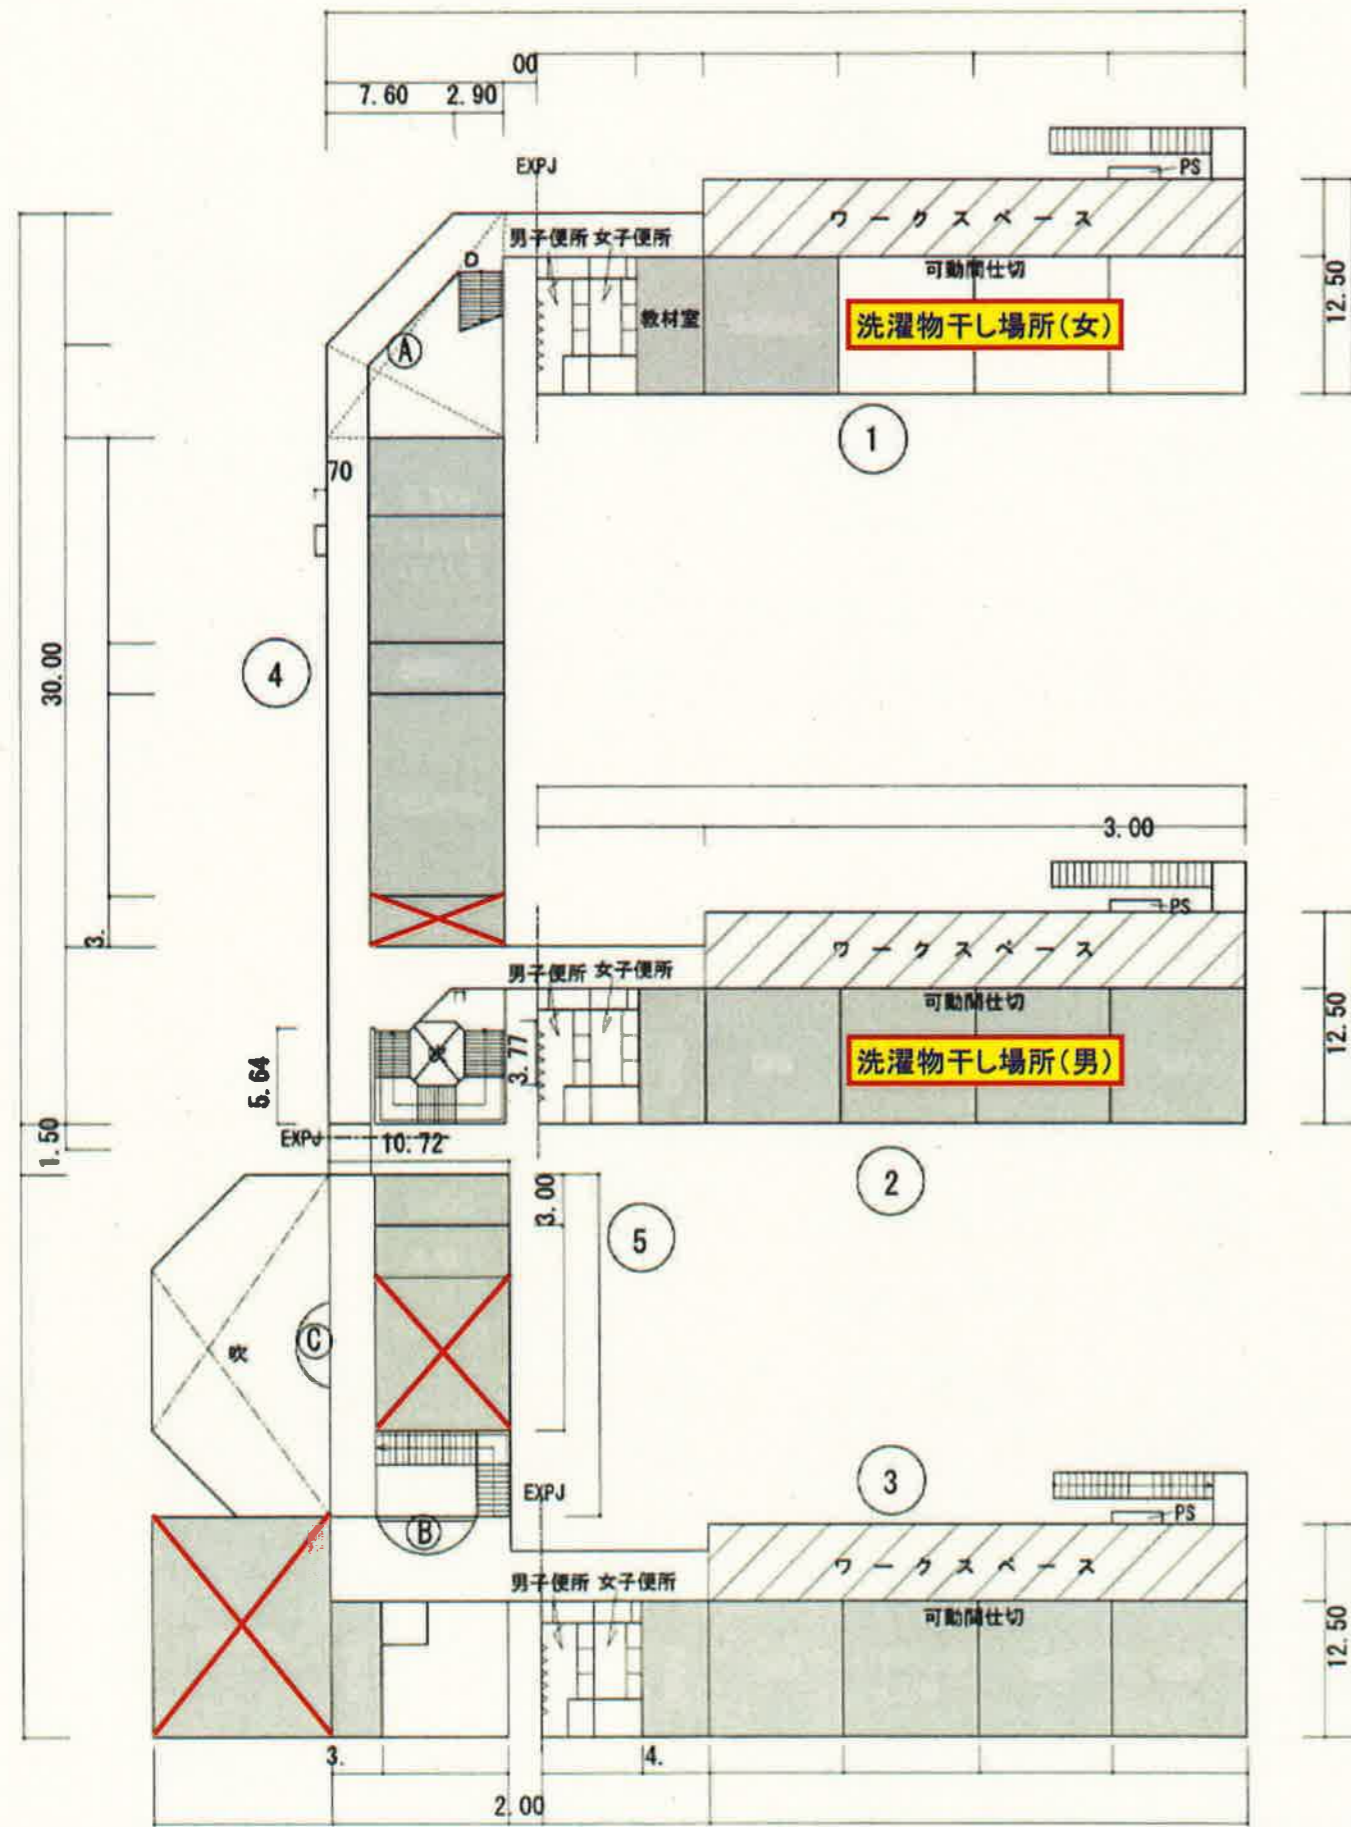 00
7.60 2.90
EXPJ
PS
ワークスペース
男子便所 女子便所
可動間仕切
12.50
教材室
洗濯物干し場所(女)
A
1
70
4
30.00
3.
3.00
PS
ワークスペース
男子便所 女子便所
可動間仕切
12.50
洗濯物干し場所(男)
吹
3.77
5.64
1.50
EXPJ
10.72
2
3.00
5
C
吹
3
EXPJ
PS
B
ワークスペース
男子便所 女子便所
可動間仕切
12.50
3.
4.
2.00